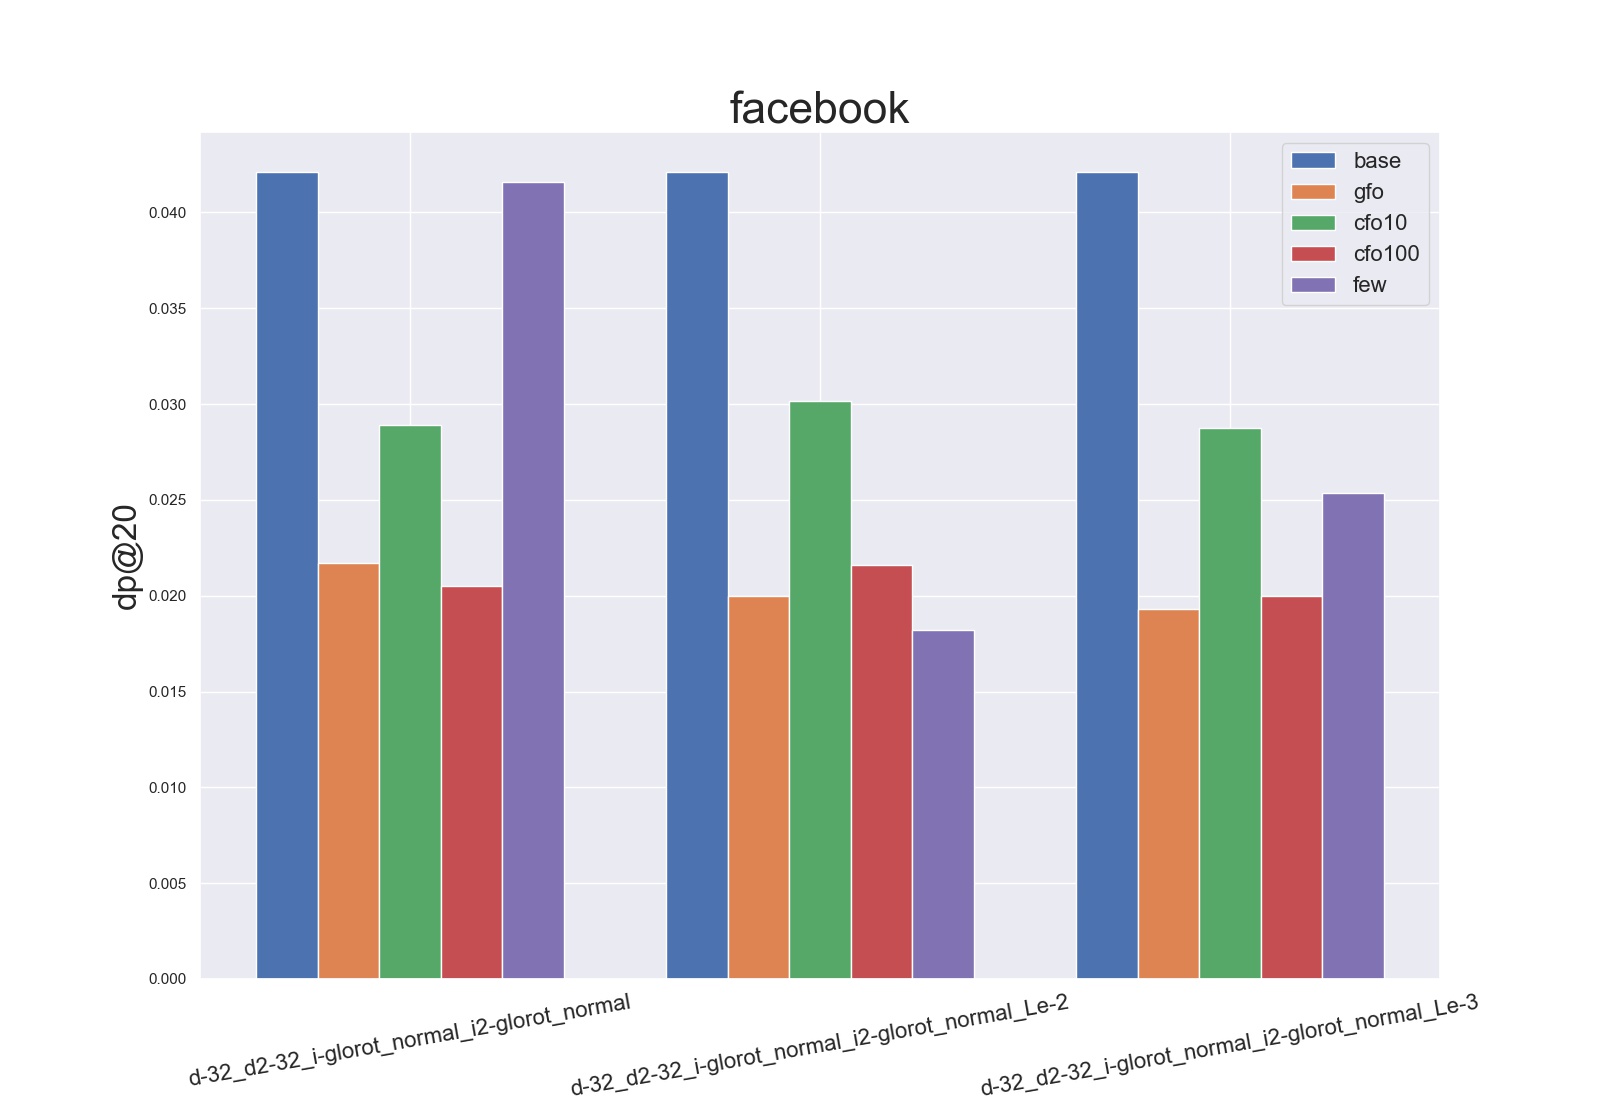 facebook
base
gfo
cfo10
cfo100
few
dp@20
0.040
0.035
0.030
0.025
0.020
0.015
0.010
0.005
0.000
d-32_d2-32_i-glorot_normal_i2-glorot_normal
d-32_d2-32_i-glorot_normal_i2-glorot_normal_Le-2
d-32_d2-32_i-glorot_normal_i2-glorot_normal_Le-3